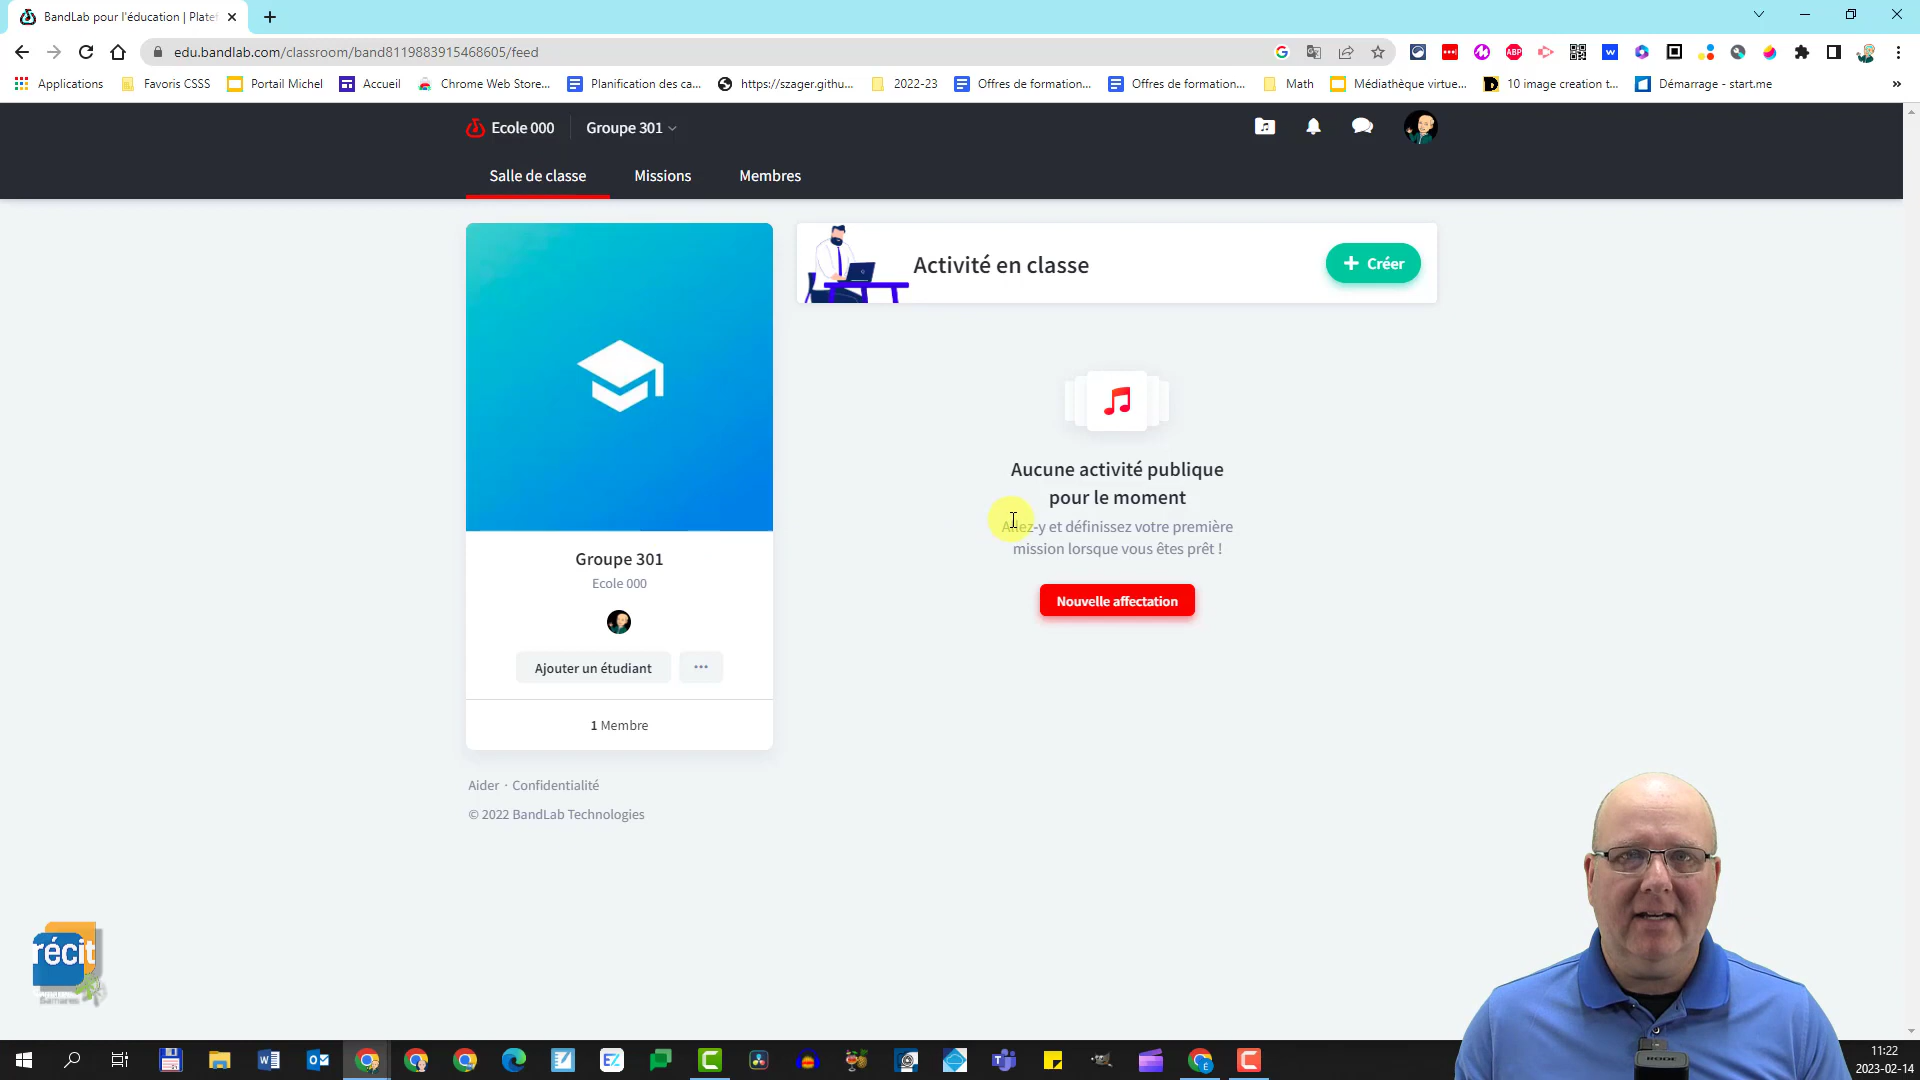 BandLab pour l'éducation | Platef
edu.bandlab.com/classroom/band8119883915468605/feed
Applications
Favoris CSSS
Portail Michel
Accueil
Chrome Web Store...
Planification des ca...
https://szager.githu...
2022-23
Offres de formation...
Offres de formation...
Math
Médiathèque virtue...
10 image creation t...
Démarrage - start.me
»
Ecole 000
Groupe 301
Salle de classe
Missions
Membres
Activité en classe
+ Créer
Aucune activité publique
pour le moment
Allez-y et définissez votre première
mission lorsque vous êtes prêt !
Nouvelle affectation
Groupe 301
Ecole 000
Ajouter un étudiant
...
1 Membre
Aider · Confidentialité
© 2022 BandLab Technologies
récit
RODE
11:22
2023-02-14